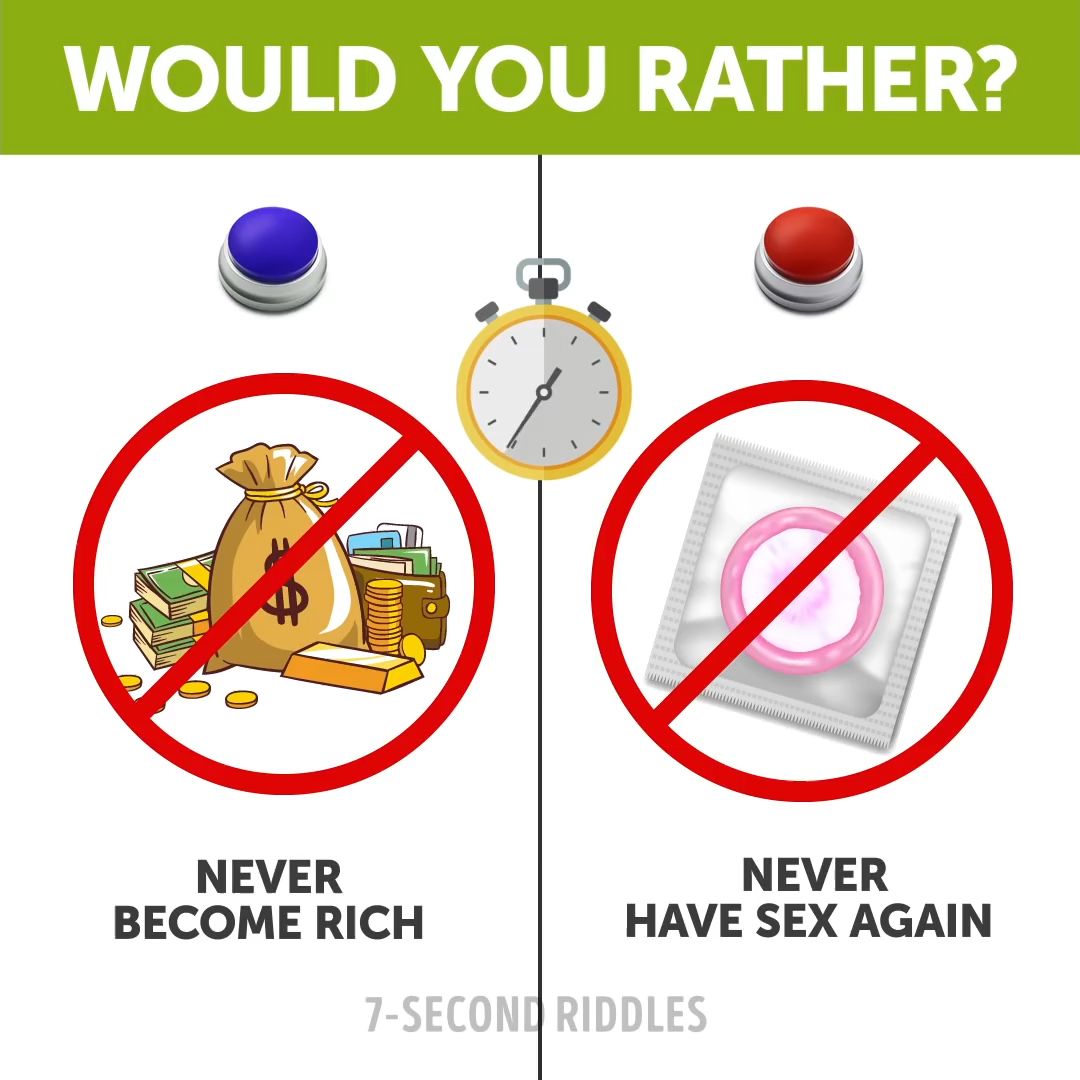 WOULD YOU RATHER?
$
NEVER
BECOME RICH
NEVER
HAVE SEX AGAIN
7-SECOND RIDDLES